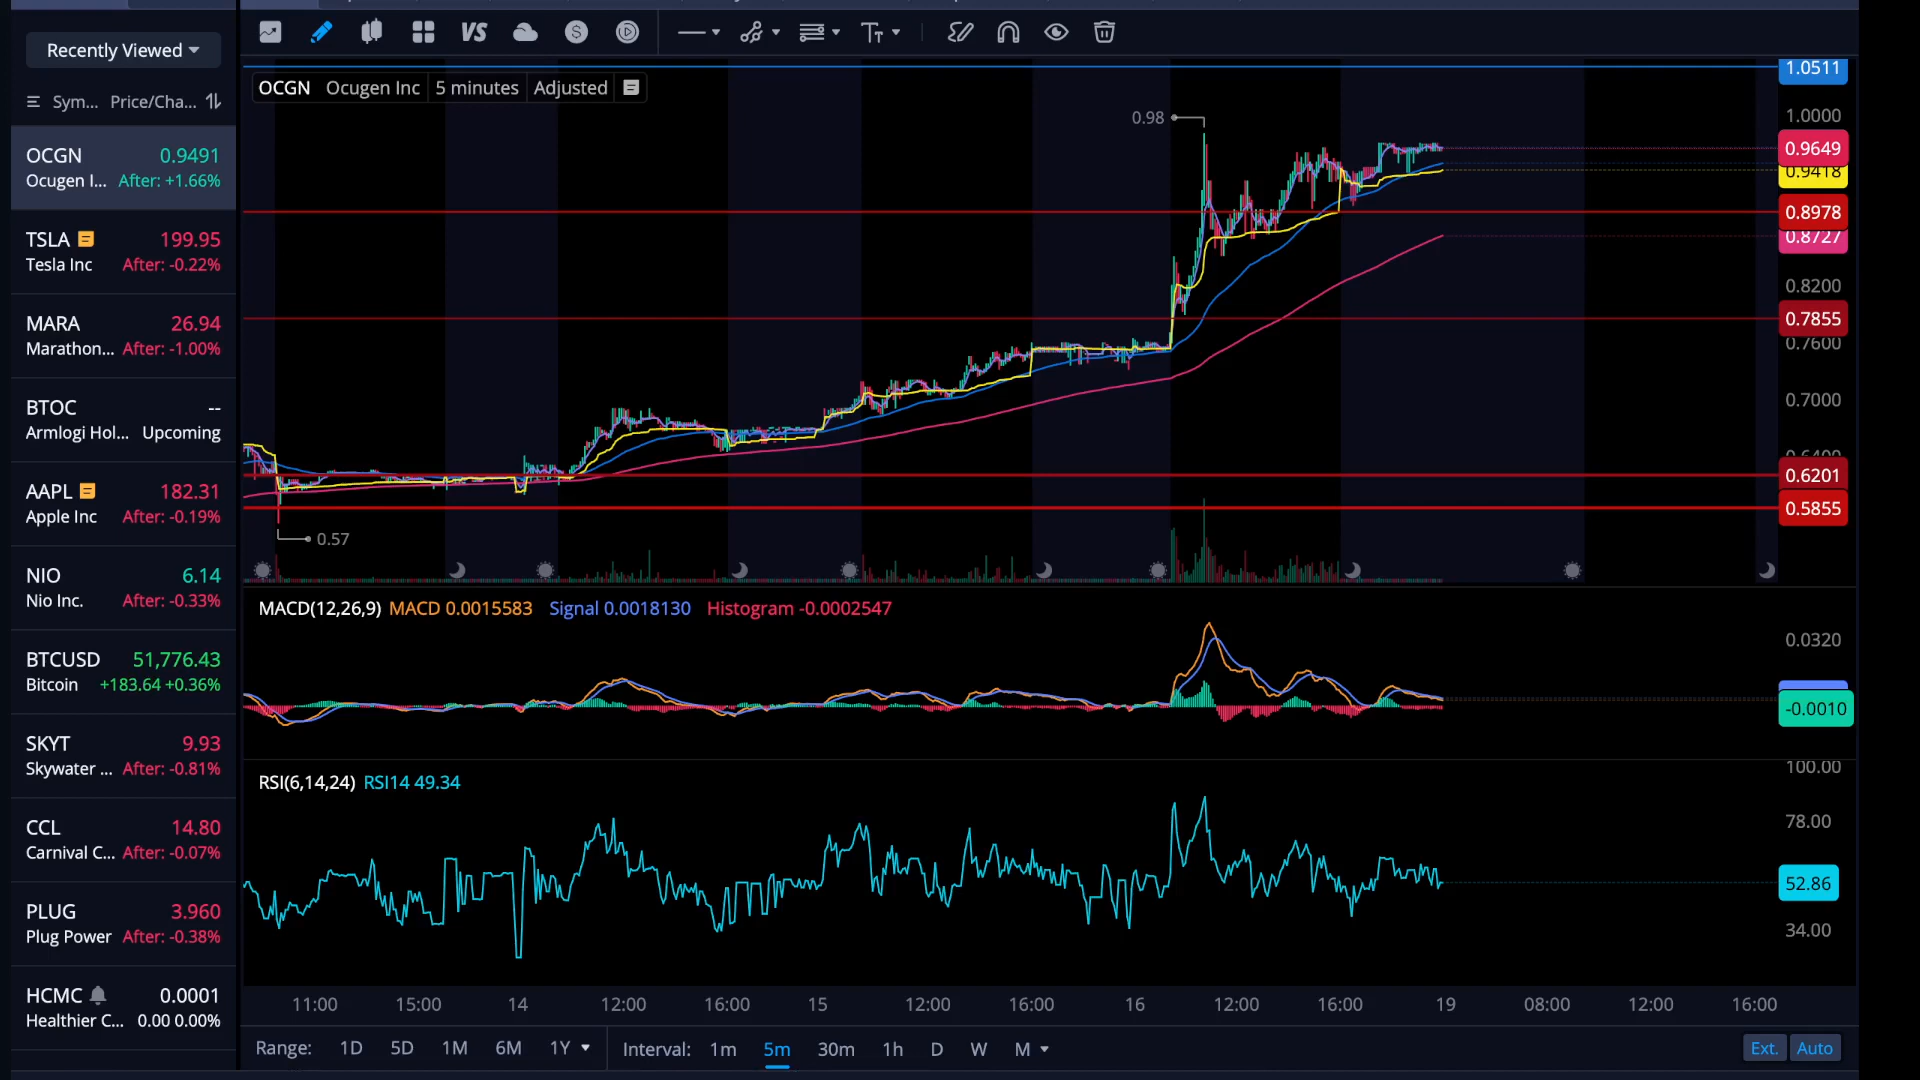 Recently Viewed
Sym... Price/Cha...
OCGN 0.9491
Ocugen I... After: +1.66%
TSLA 199.95
Tesla Inc After: -0.22%
MARA 26.94
Marathon... After: -1.00%
BTOC --
Armlogi Hol... Upcoming
AAPL 182.31
Apple Inc After: -0.19%
NIO 6.14
Nio Inc. After: -0.33%
BTCUSD 51,776.43
Bitcoin +183.64 +0.36%
SKYT 9.93
Skywater ... After: -0.81%
CCL 14.80
Carnival C... After: -0.07%
PLUG 3.960
Plug Power After: -0.38%
HCMC 0.0001
Healthier C... 0.00 0.00%
VS
OCGN Ocugen Inc 5 minutes Adjusted
0.98
0.57
1.0511
1.0000
0.9649
0.9418
0.8978
0.8727
0.8200
0.7855
0.7600
0.7000
0.6201
0.5855
MACD(12,26,9) MACD 0.0015583 Signal 0.0018130 Histogram -0.0002547
0.0320
-0.0010
RSI(6,14,24) RSI14 49.34
100.00
78.00
52.86
34.00
11:00 15:00 14 12:00 16:00 15 12:00 16:00 16 12:00 16:00 19 08:00 12:00 16:00
Range: 1D 5D 1M 6M 1Y Interval: 1m 5m 30m 1h D W M Ext. Auto